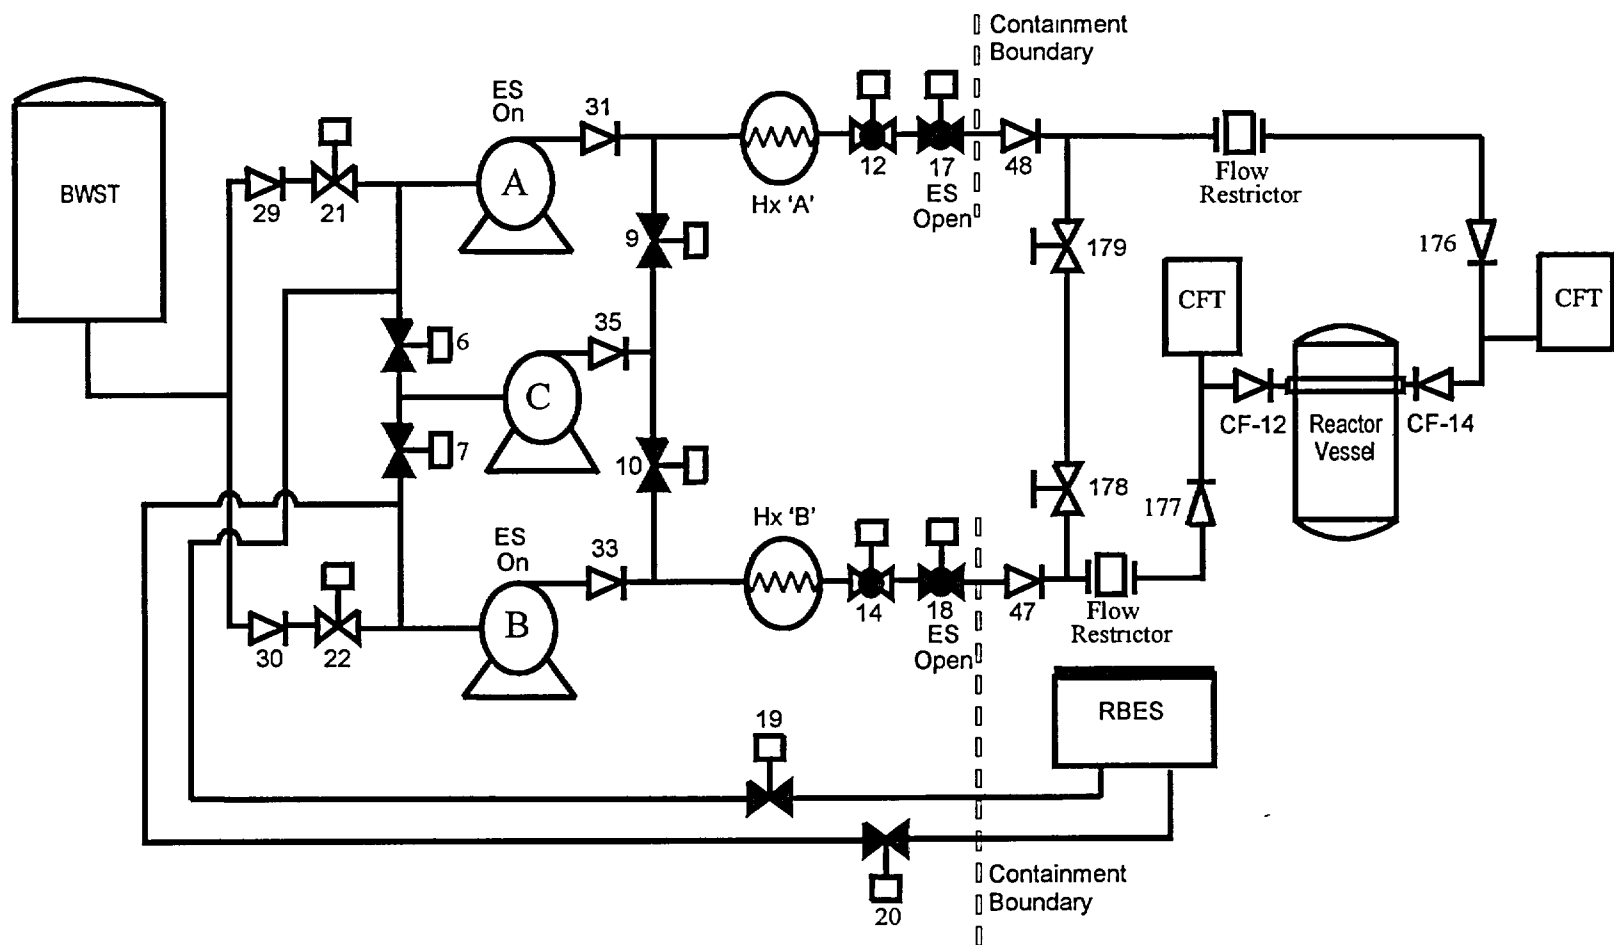 Containment
Boundary
BWST
ES
On
31
A
29
21
Hx 'A'
12
17
ES
Open
48
Flow
Restrictor
9
179
176
CFT
CFT
6
35
C
7
10
CF-12
Reactor
Vessel
CF-14
178
177
Hx 'B'
ES
On
33
B
30
22
14
18
ES
Open
47
Flow
Restrictor
RBES
19
20
Containment
Boundary